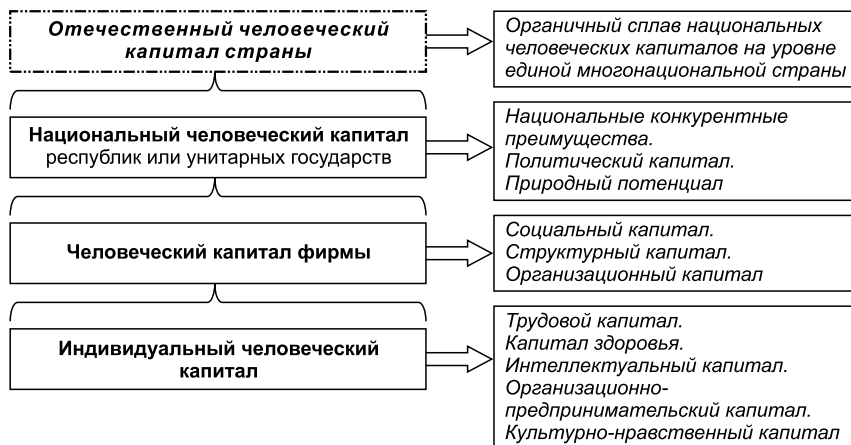 Отечественный человеческий
капитал страны
Органичный сплав национальных
человеческих капиталов на уровне
единой многонациональной страны
Национальный человеческий капитал
республик или унитарных государств
Национальные конкурентные
преимущества.
Политический капитал.
Природный потенциал
Человеческий капитал фирмы
Социальный капитал.
Структурный капитал.
Организационный капитал
Индивидуальный человеческий
капитал
Трудовой капитал.
Капитал здоровья.
Интеллектуальный капитал.
Организационно-
предпринимательский капитал.
Культурно-нравственный капитал